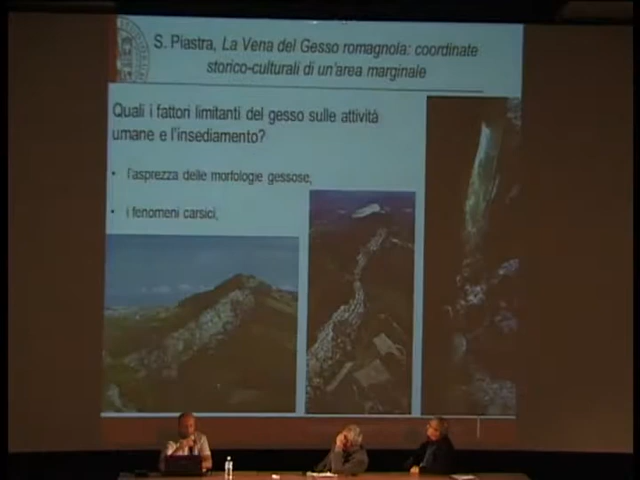 S. Piastra, La Vena del Gesso romagnola: coordinate
storico-culturali di un'area marginale
Quali i fattori limitanti del gesso sulle attività
umane e l'insediamento?
• l'asprezza delle morfologie gessose,
• i fenomeni carsici,